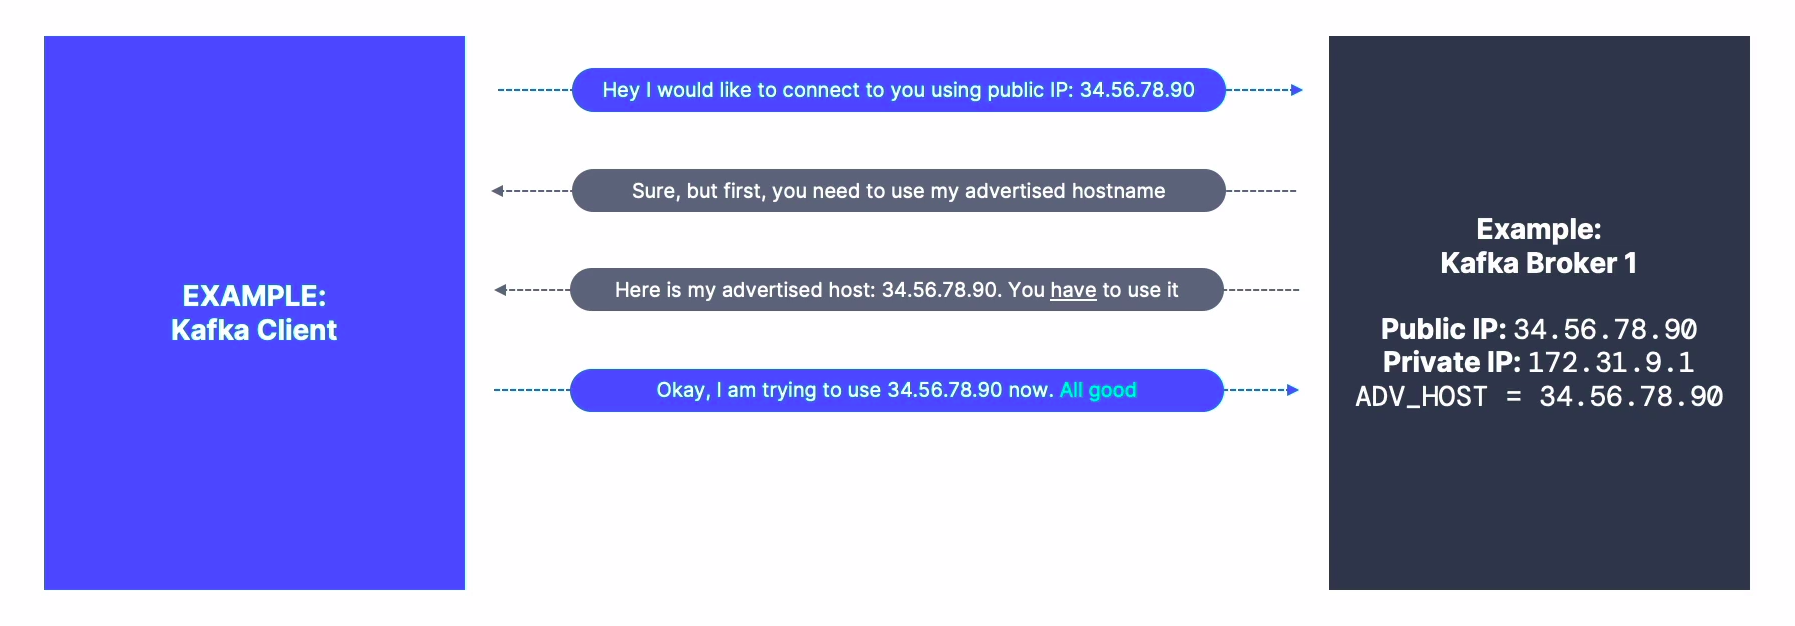 EXAMPLE:
Kafka Client
Hey I would like to connect to you using public IP: 34.56.78.90
Sure, but first, you need to use my advertised hostname
Here is my advertised host: 34.56.78.90. You have to use it
Okay, I am trying to use 34.56.78.90 now. All good
Example:
Kafka Broker 1
Public IP: 34.56.78.90
Private IP: 172.31.9.1
ADV_HOST = 34.56.78.90